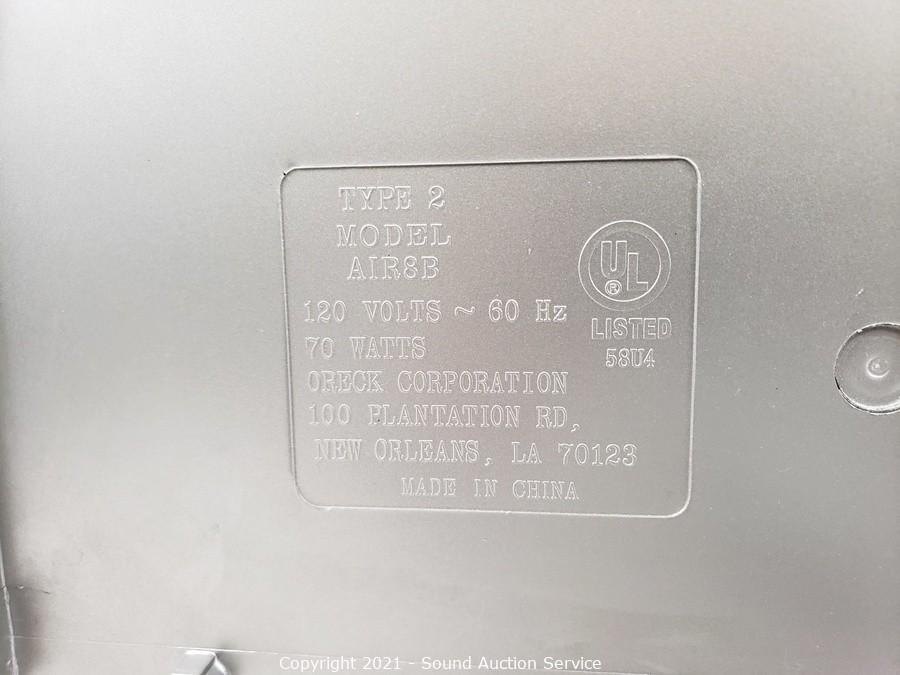 TYPE 2
MODEL
AIR8B
120 VOLTS ~ 60 Hz
70 WATTS
ORECK CORPORATION
100 PLANTATION RD,
NEW ORLEANS, LA 70123
MADE IN CHINA
UL
®
LISTED
58U4
Copyright 2021 - Sound Auction Service